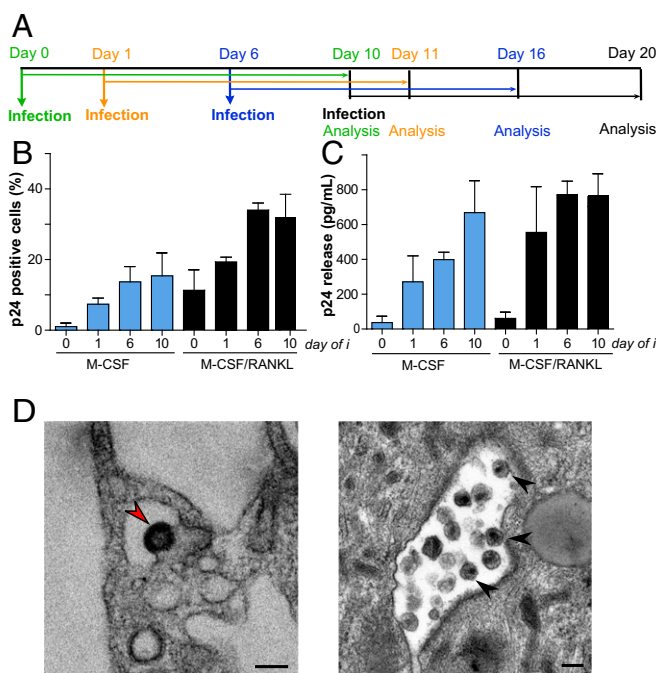 A
Day 0 Day 1 Day 6 Day 10 Day 11 Day 16 Day 20
Infection Infection Infection Infection
Analysis Analysis Analysis Analysis
B
p24 positive cells (%)
40
20
0
0 1 6 10 0 1 6 10 day of i
M-CSF M-CSF/RANKL
C
p24 release (pg/mL)
800
600
400
200
0
0 1 6 10 0 1 6 10 day of i
M-CSF M-CSF/RANKL
D